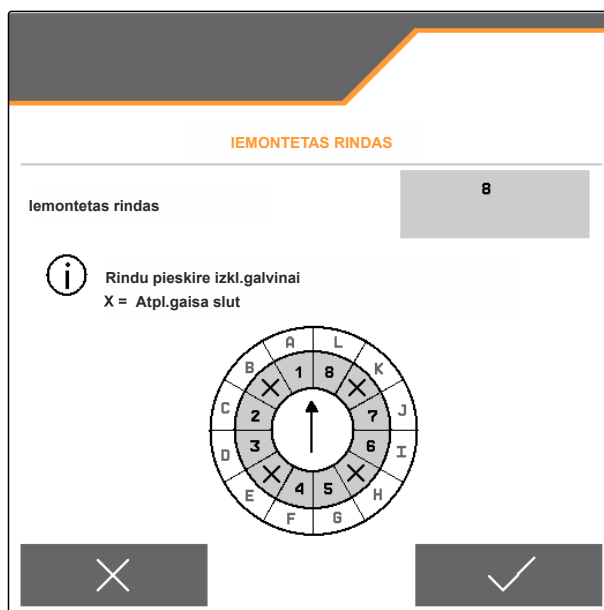 IEMONTETAS RINDAS
Iemontetas rindas
8
Rindu pieskire izkl.galvinai
X = Atpl.gaisa slut
A L
B K
C J
D I
E H
F G
1 8
X X
2 7
3 6
X X
4 5